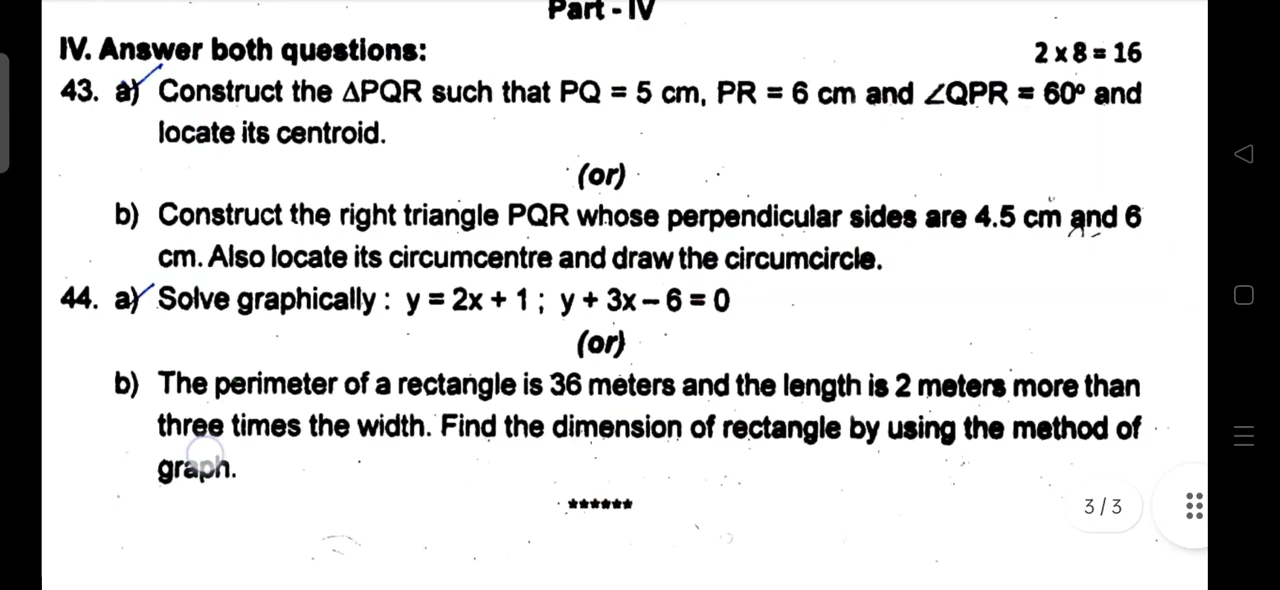 Part - IV
IV. Answer both questions: 2 x 8 = 16
43. a) Construct the ΔPQR such that PQ = 5 cm, PR = 6 cm and ∠QPR = 60º and
locate its centroid.
(or)
b) Construct the right triangle PQR whose perpendicular sides are 4.5 cm and 6
cm. Also locate its circumcentre and draw the circumcircle.
44. a) Solve graphically : y = 2x + 1 ; y + 3x – 6 = 0
(or)
b) The perimeter of a rectangle is 36 meters and the length is 2 meters more than
three times the width. Find the dimension of rectangle by using the method of
graph.
******
3 / 3